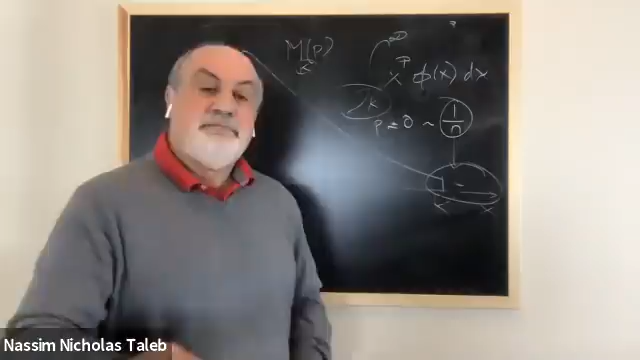 M(p)
∞
x^p ϕ(x) dx
K
p = 0 ~ 1/n
Nassim Nicholas Taleb